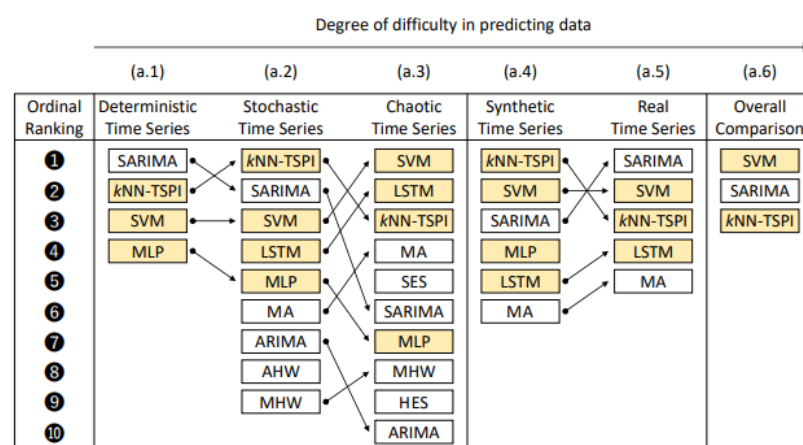 Degree of difficulty in predicting data
(a.1) (a.2) (a.3) (a.4) (a.5) (a.6)
Ordinal Deterministic Stochastic Chaotic Synthetic Real Overall
Ranking Time Series Time Series Time Series Time Series Time Series Comparison
❶ SARIMA kNN-TSPI SVM kNN-TSPI SARIMA SVM
❷ kNN-TSPI SARIMA LSTM SVM SVM SARIMA
❸ SVM SVM kNN-TSPI SARIMA kNN-TSPI kNN-TSPI
❹ MLP LSTM MA MLP LSTM
❺ MLP SES LSTM MA
❻ MA SARIMA MA
❼ ARIMA MLP
❽ AHW MHW
❾ MHW HES
❿ ARIMA